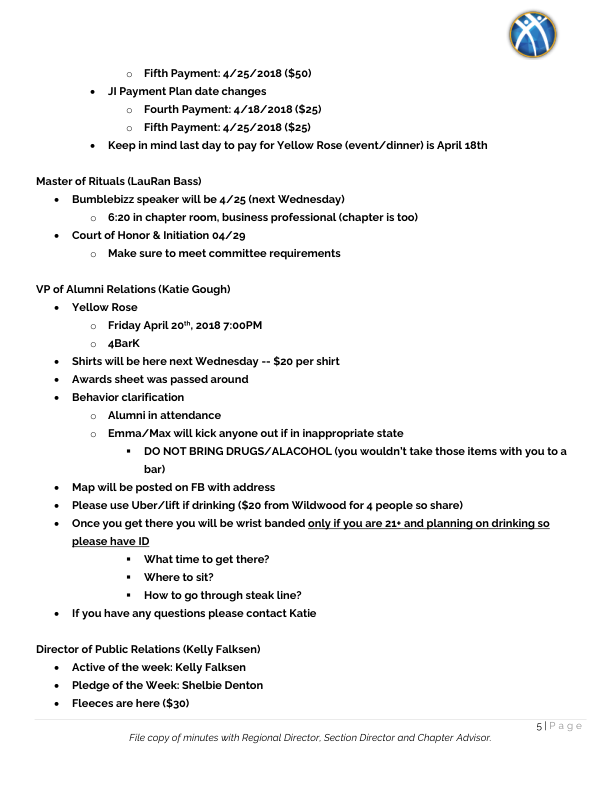 o Fifth Payment: 4/25/2018 ($50)
• JI Payment Plan date changes
o Fourth Payment: 4/18/2018 ($25)
o Fifth Payment: 4/25/2018 ($25)
• Keep in mind last day to pay for Yellow Rose (event/dinner) is April 18th
Master of Rituals (LauRan Bass)
• Bumblebizz speaker will be 4/25 (next Wednesday)
o 6:20 in chapter room, business professional (chapter is too)
• Court of Honor & Initiation 04/29
o Make sure to meet committee requirements
VP of Alumni Relations (Katie Gough)
• Yellow Rose
o Friday April 20th, 2018 7:00PM
o 4BarK
• Shirts will be here next Wednesday -- $20 per shirt
• Awards sheet was passed around
• Behavior clarification
o Alumni in attendance
o Emma/Max will kick anyone out if in inappropriate state
▪ DO NOT BRING DRUGS/ALACOHOL (you wouldn't take those items with you to a
bar)
• Map will be posted on FB with address
• Please use Uber/lift if drinking ($20 from Wildwood for 4 people so share)
• Once you get there you will be wrist banded only if you are 21+ and planning on drinking so
please have ID
▪ What time to get there?
▪ Where to sit?
▪ How to go through steak line?
• If you have any questions please contact Katie
Director of Public Relations (Kelly Falksen)
• Active of the week: Kelly Falksen
• Pledge of the Week: Shelbie Denton
• Fleeces are here ($30)
5 | Page
File copy of minutes with Regional Director, Section Director and Chapter Advisor.